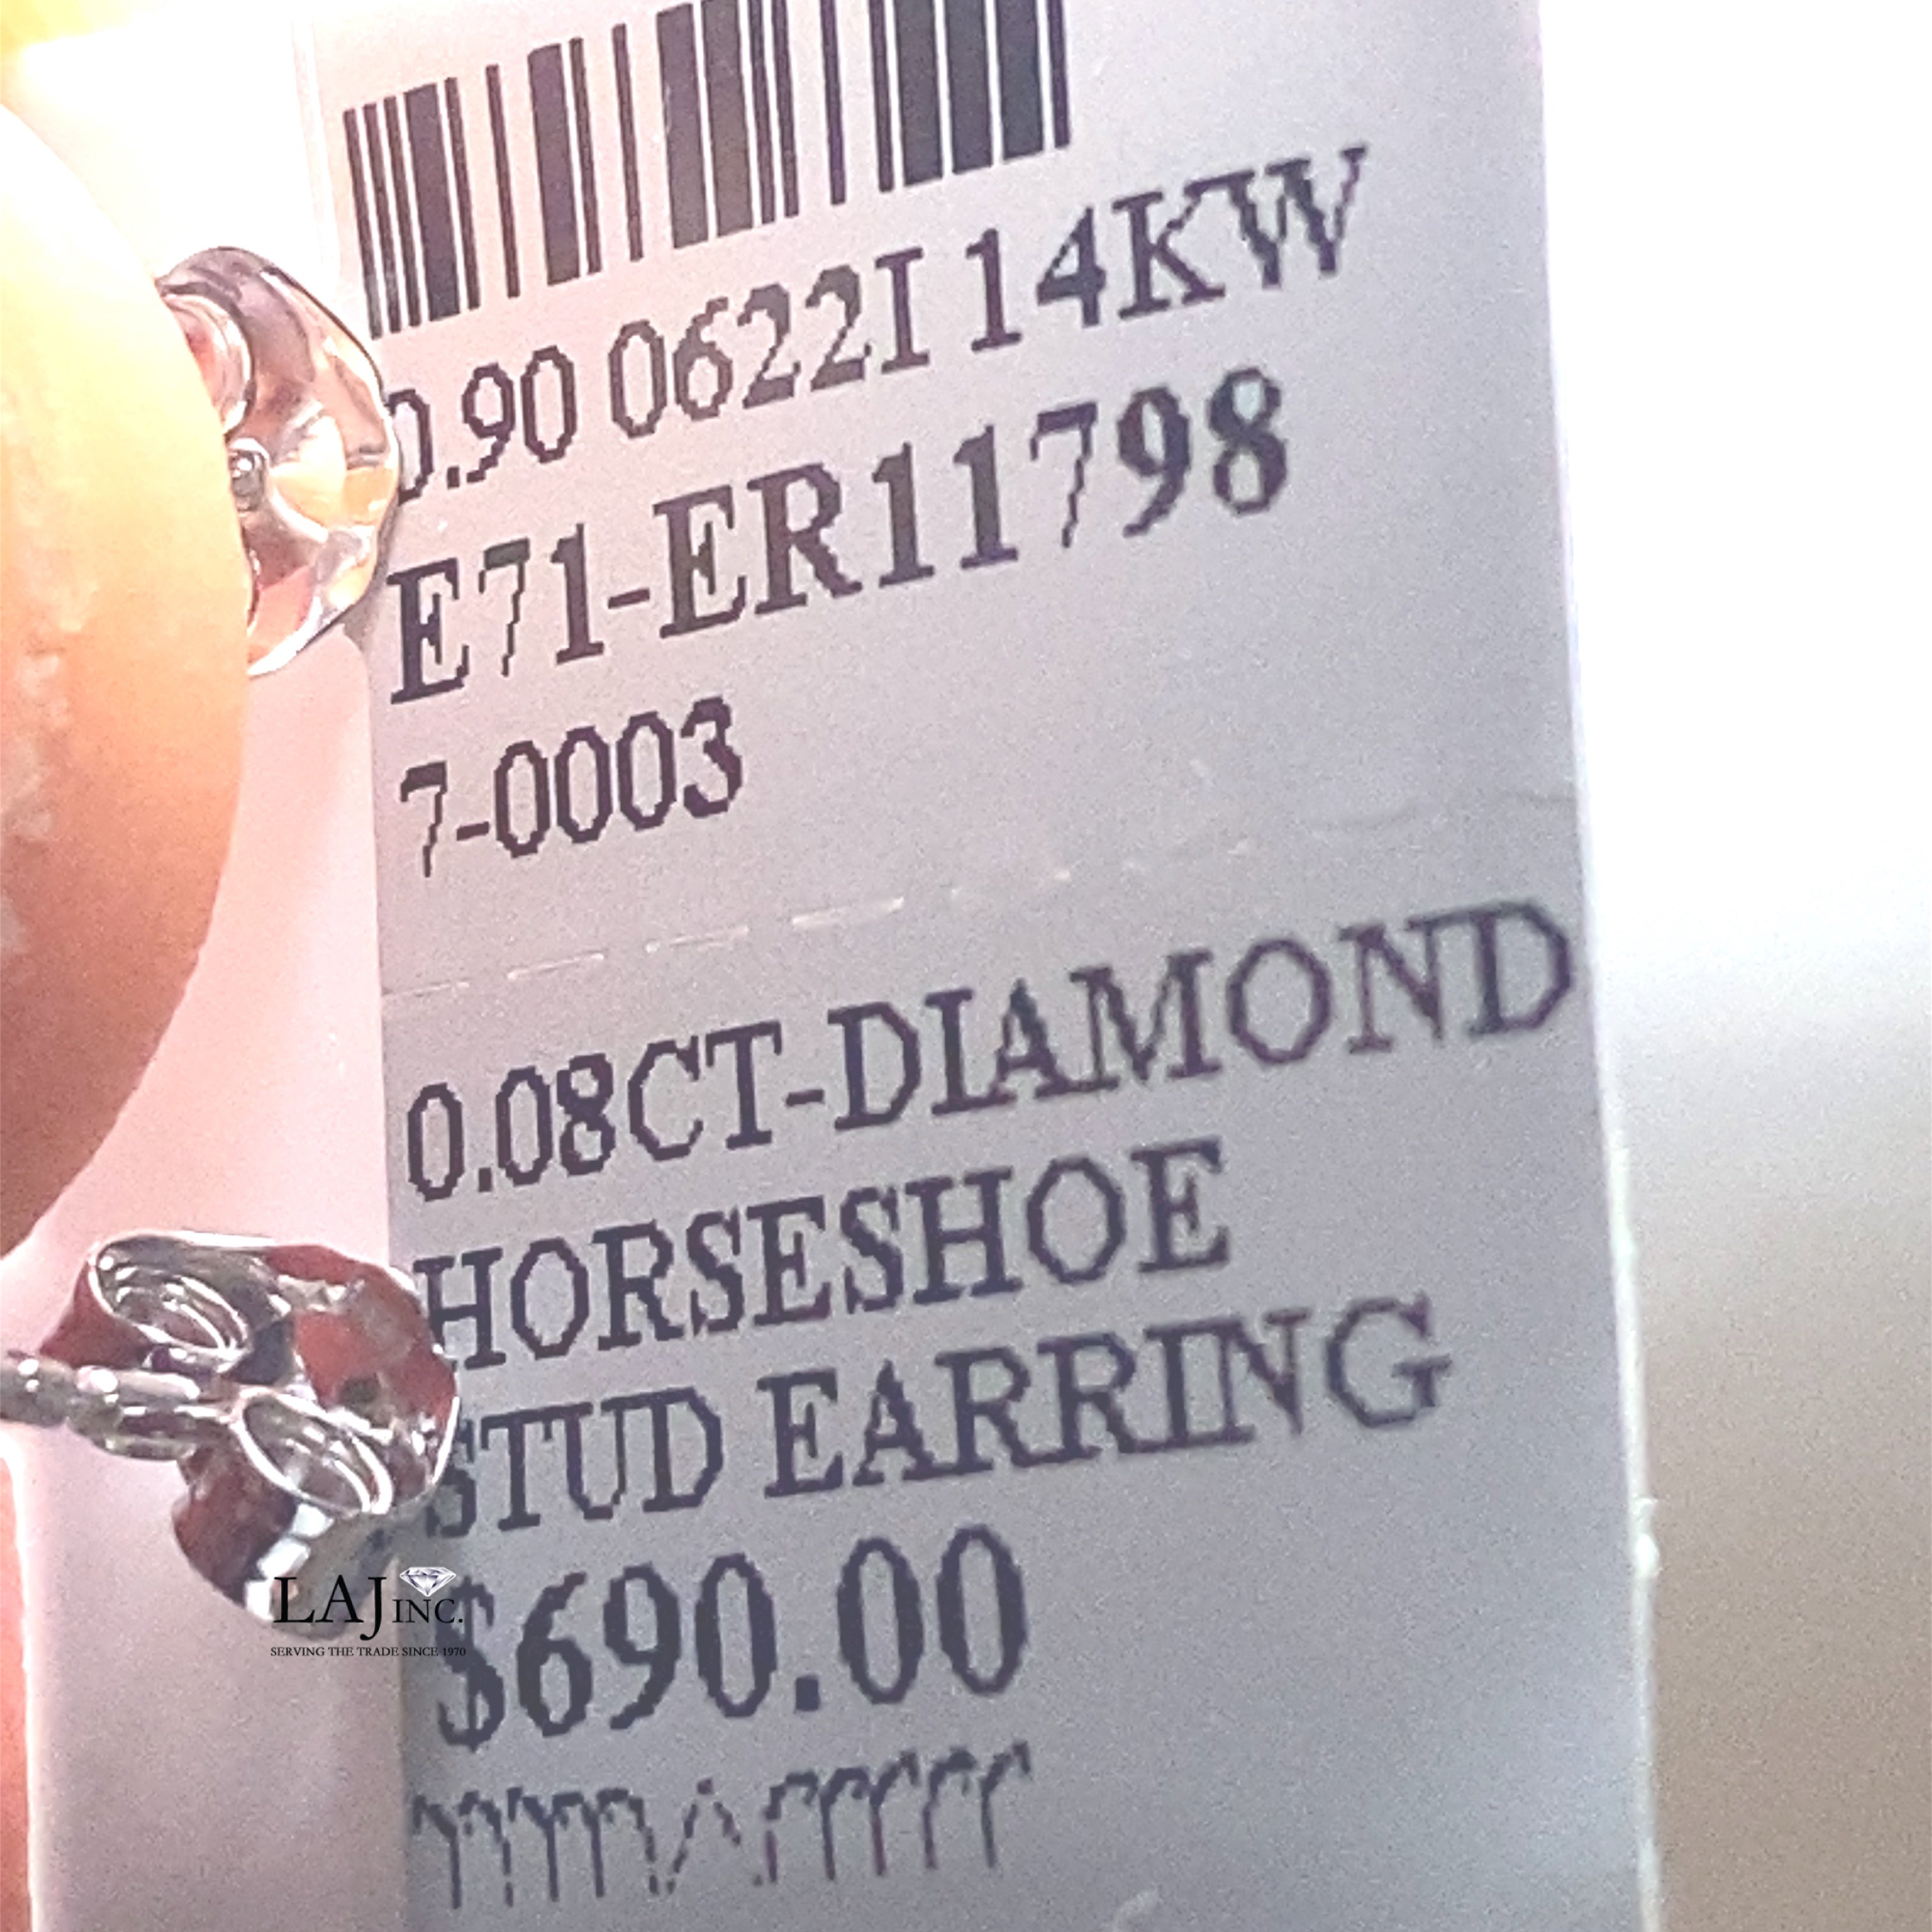 0.90 0622I 14KW
E71-ER11798
7-0003
0.08CT-DIAMOND
HORSESHOE
STUD EARRING
$690.00
LAJ INC.
SERVING THE TRADE SINCE 1970